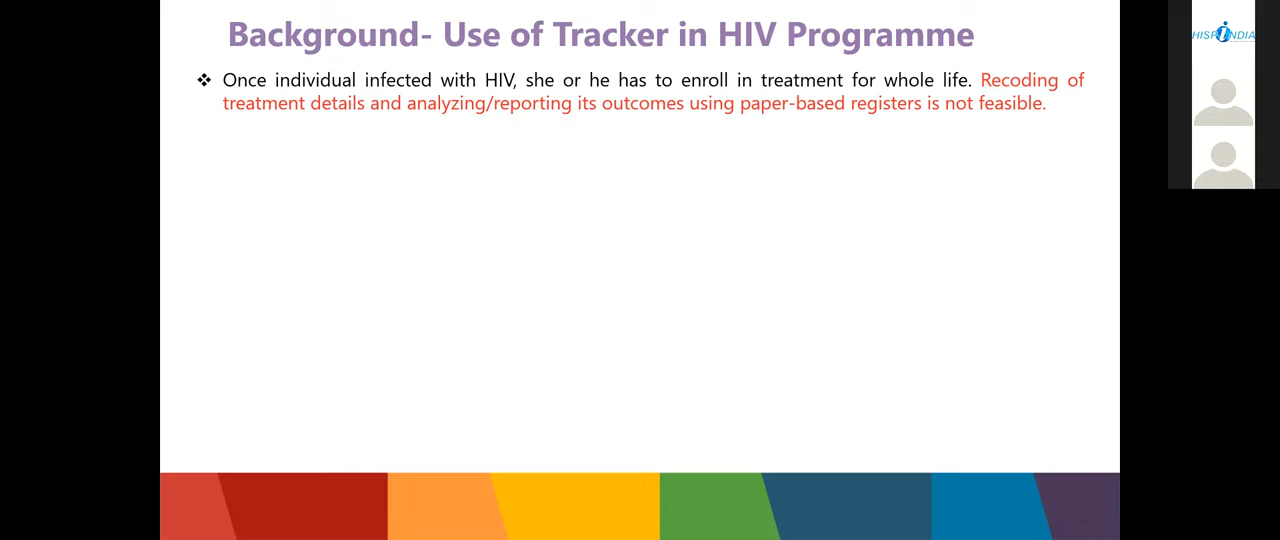 Background- Use of Tracker in HIV Programme
❖ Once individual infected with HIV, she or he has to enroll in treatment for whole life. Recoding of
treatment details and analyzing/reporting its outcomes using paper-based registers is not feasible.
HISP INDIA